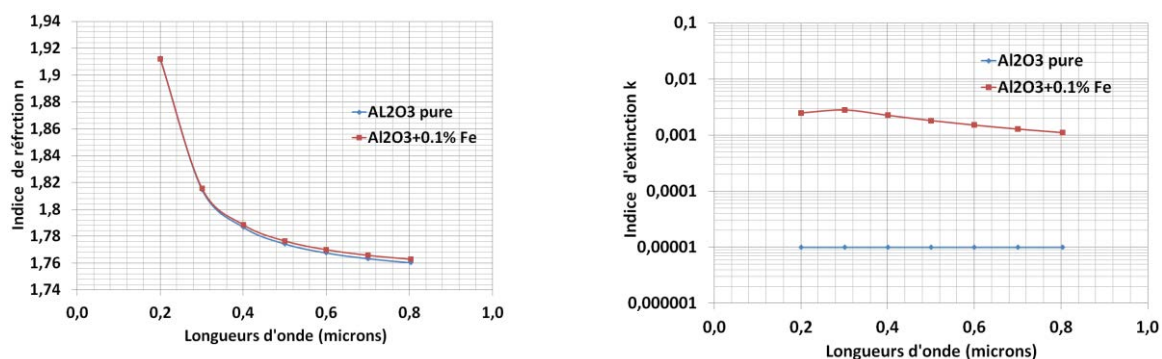 1,94
1,92
1,9
1,88
1,86
1,84
1,82
1,8
1,78
1,76
1,74
Indice de réfrction n
0,0 0,2 0,4 0,6 0,8 1,0
Longueurs d'onde (microns)
AL2O3 pure
Al2O3+0.1% Fe
0,1
0,01
0,001
0,0001
0,00001
0,000001
Indice d'extinction k
0,0 0,2 0,4 0,6 0,8 1,0
Longueurs d'onde (microns)
Al2O3 pure
Al2O3+0.1% Fe